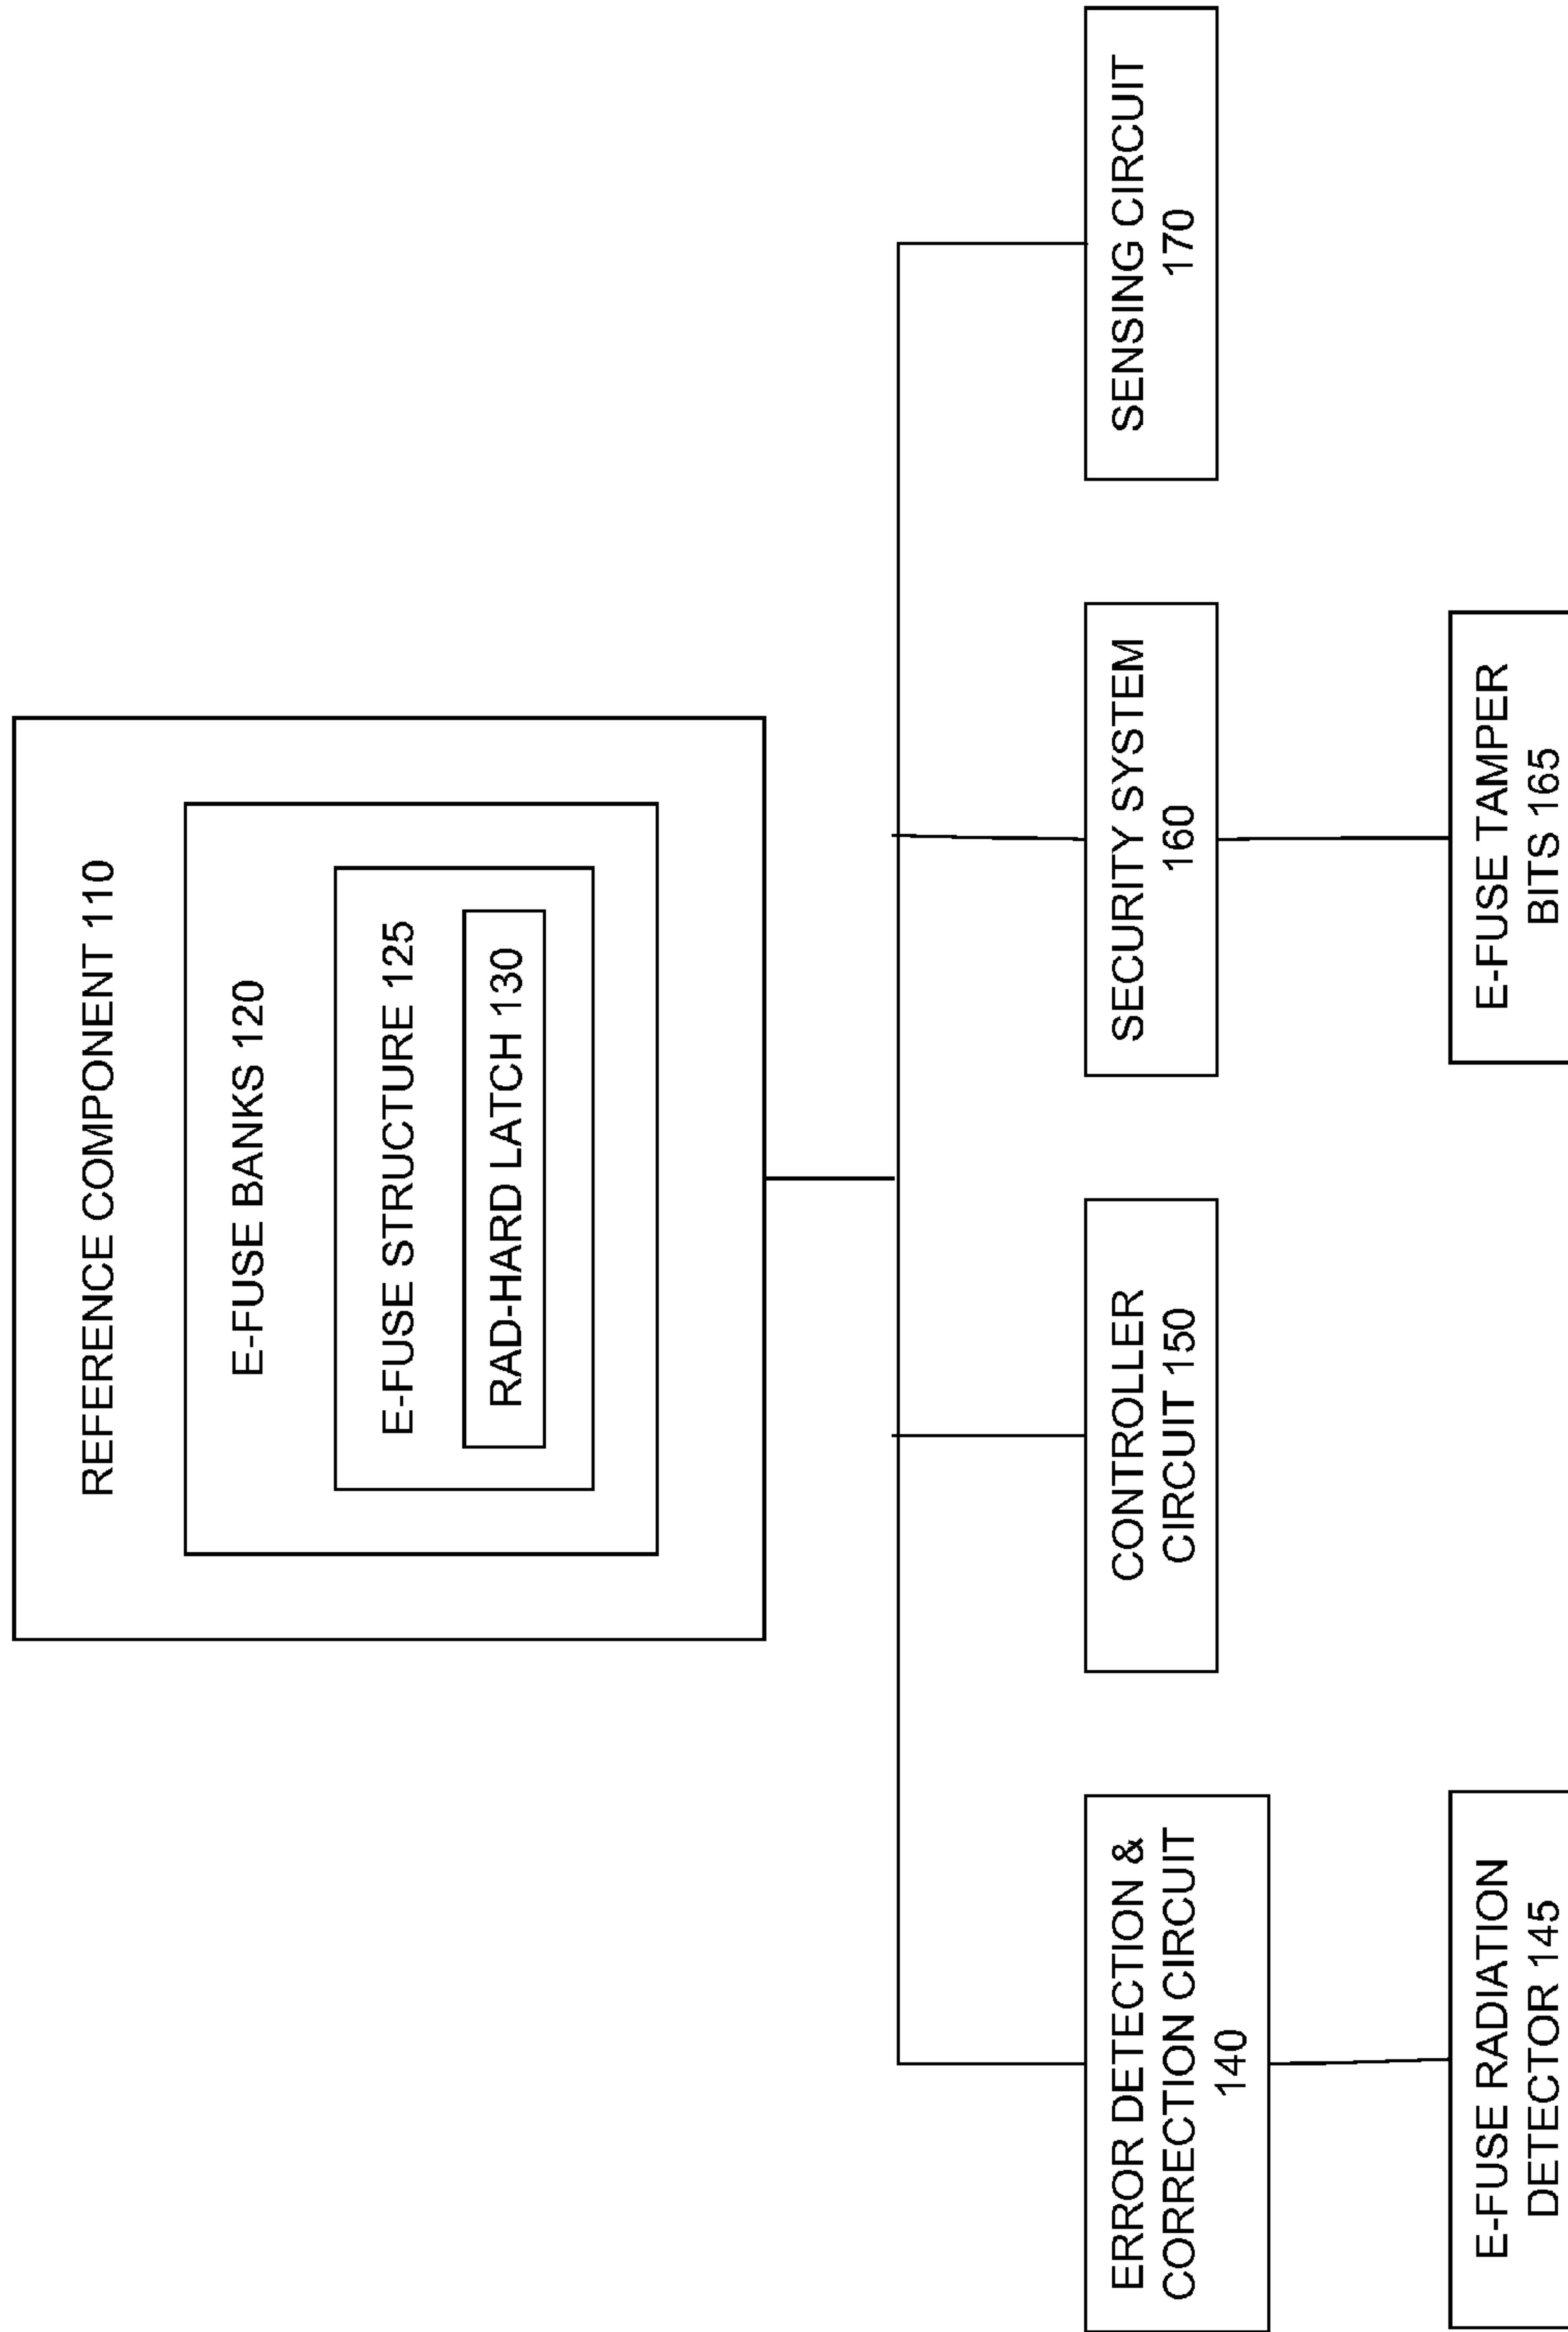 REFERENCE COMPONENT 110
E-FUSE BANKS 120
E-FUSE STRUCTURE 125
RAD-HARD LATCH 130
ERROR DETECTION &
CORRECTION CIRCUIT
140
CONTROLLER
CIRCUIT 150
SECURITY SYSTEM
160
SENSING CIRCUIT
170
E-FUSE RADIATION
DETECTOR 145
E-FUSE TAMPER
BITS 165